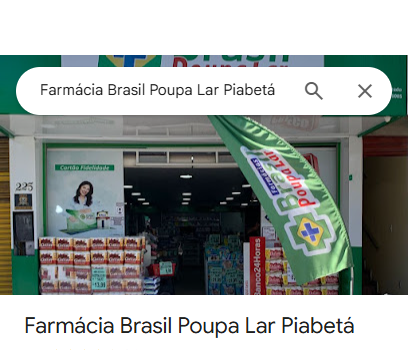 Brasil
Poupa Lar
Farmácia Brasil Poupa Lar Piabetá
Cartão Fidelidade
225
Farmácias
Brasil
Poupa Lar
Banco24Horas
Farmácia Brasil Poupa Lar Piabetá